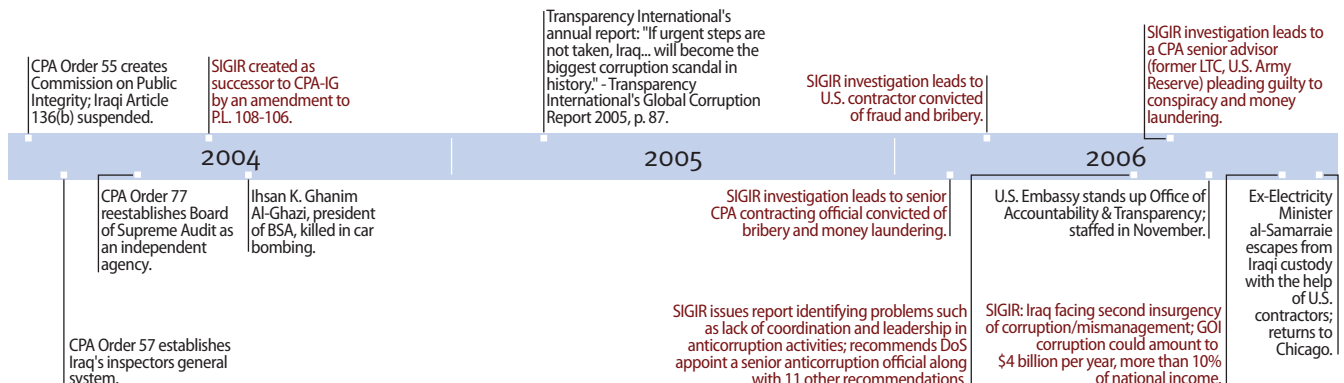 CPA Order 55 creates
Commission on Public
Integrity; Iraqi Article
136(b) suspended.
SIGIR created as
successor to CPA-IG
by an amendment to
P.L. 108-106.
Transparency International's
annual report: "If urgent steps are
not taken, Iraq... will become the
biggest corruption scandal in
history." - Transparency
International's Global Corruption
Report 2005, p. 87.
SIGIR investigation leads to
U.S. contractor convicted
of fraud and bribery.
SIGIR investigation leads to
a CPA senior advisor
(former LTC, U.S. Army
Reserve) pleading guilty to
conspiracy and money
laundering.
2004
2005
2006
CPA Order 57 establishes
Iraq's inspectors general
system.
CPA Order 77
reestablishes Board
of Supreme Audit as
an independent
agency.
Ihsan K. Ghanim
Al-Ghazi, president
of BSA, killed in car
bombing.
SIGIR investigation leads to senior
CPA contracting official convicted of
bribery and money laundering.
SIGIR issues report identifying problems such
as lack of coordination and leadership in
anticorruption activities; recommends DoS
appoint a senior anticorruption official along
with 11 other recommendations.
U.S. Embassy stands up Office of
Accountability & Transparency;
staffed in November.
SIGIR: Iraq facing second insurgency
of corruption/mismanagement; GOI
corruption could amount to
$4 billion per year, more than 10%
of national income.
Ex-Electricity
Minister
al-Samarraie
escapes from
Iraqi custody
with the help
of U.S.
contractors;
returns to
Chicago.